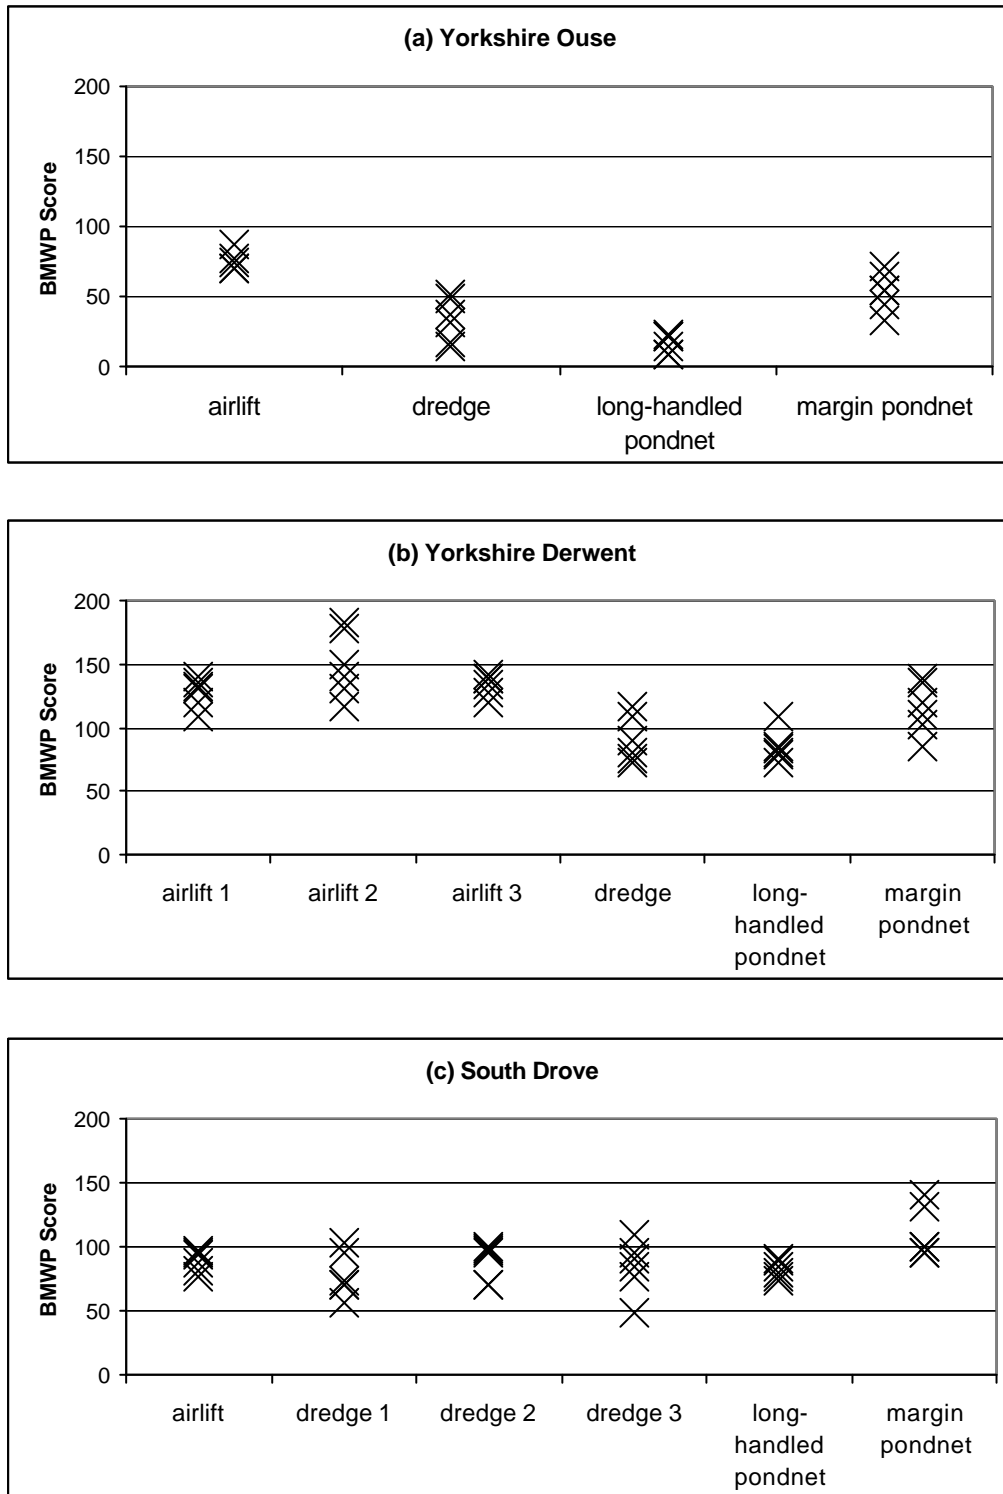 (a) Yorkshire Ouse
BMWP Score
200
150
100
50
0
airlift
dredge
long-handled
pondnet
margin pondnet
(b) Yorkshire Derwent
BMWP Score
200
150
100
50
0
airlift 1
airlift 2
airlift 3
dredge
long-
handled
pondnet
margin
pondnet
(c) South Drove
BMWP Score
200
150
100
50
0
airlift
dredge 1
dredge 2
dredge 3
long-
handled
pondnet
margin
pondnet